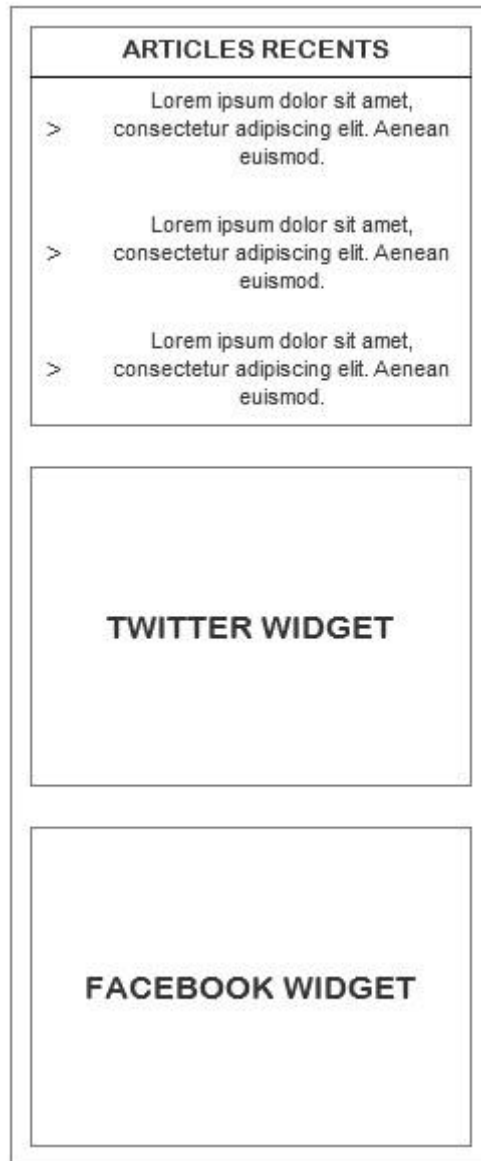 ARTICLES RECENTS
Lorem ipsum dolor sit amet,
> consectetur adipiscing elit. Aenean
euismod.
Lorem ipsum dolor sit amet,
> consectetur adipiscing elit. Aenean
euismod.
Lorem ipsum dolor sit amet,
> consectetur adipiscing elit. Aenean
euismod.
TWITTER WIDGET
FACEBOOK WIDGET